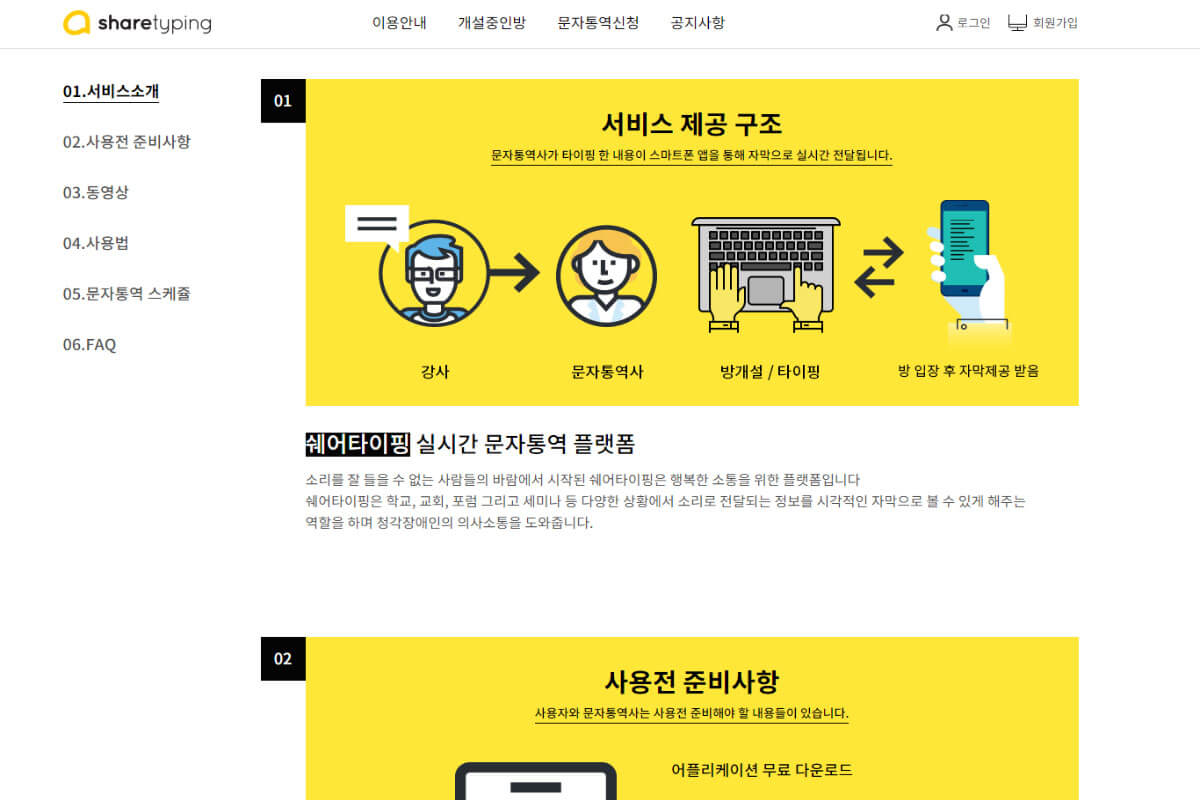 sharetyping
이용안내 개설중인방 문자통역신청 공지사항
로그인 회원가입
01.서비스소개
02.사용전 준비사항
03.동영상
04.사용법
05.문자통역 스케쥴
06.FAQ
01
서비스 제공 구조
문자통역사가 타이핑 한 내용이 스마트폰 앱을 통해 자막으로 실시간 전달됩니다.
강사
문자통역사
방개설 / 타이핑
방 입장 후 자막제공 받음
쉐어타이핑 실시간 문자통역 플랫폼
소리를 잘 들을 수 없는 사람들의 바람에서 시작된 쉐어타이핑은 행복한 소통을 위한 플랫폼입니다
쉐어타이핑은 학교, 교회, 포럼 그리고 세미나 등 다양한 상황에서 소리로 전달되는 정보를 시각적인 자막으로 볼 수 있게 해주는
역할을 하며 청각장애인의 의사소통을 도와줍니다.
02
사용전 준비사항
사용자와 문자통역사는 사용전 준비해야 할 내용들이 있습니다.
어플리케이션 무료 다운로드